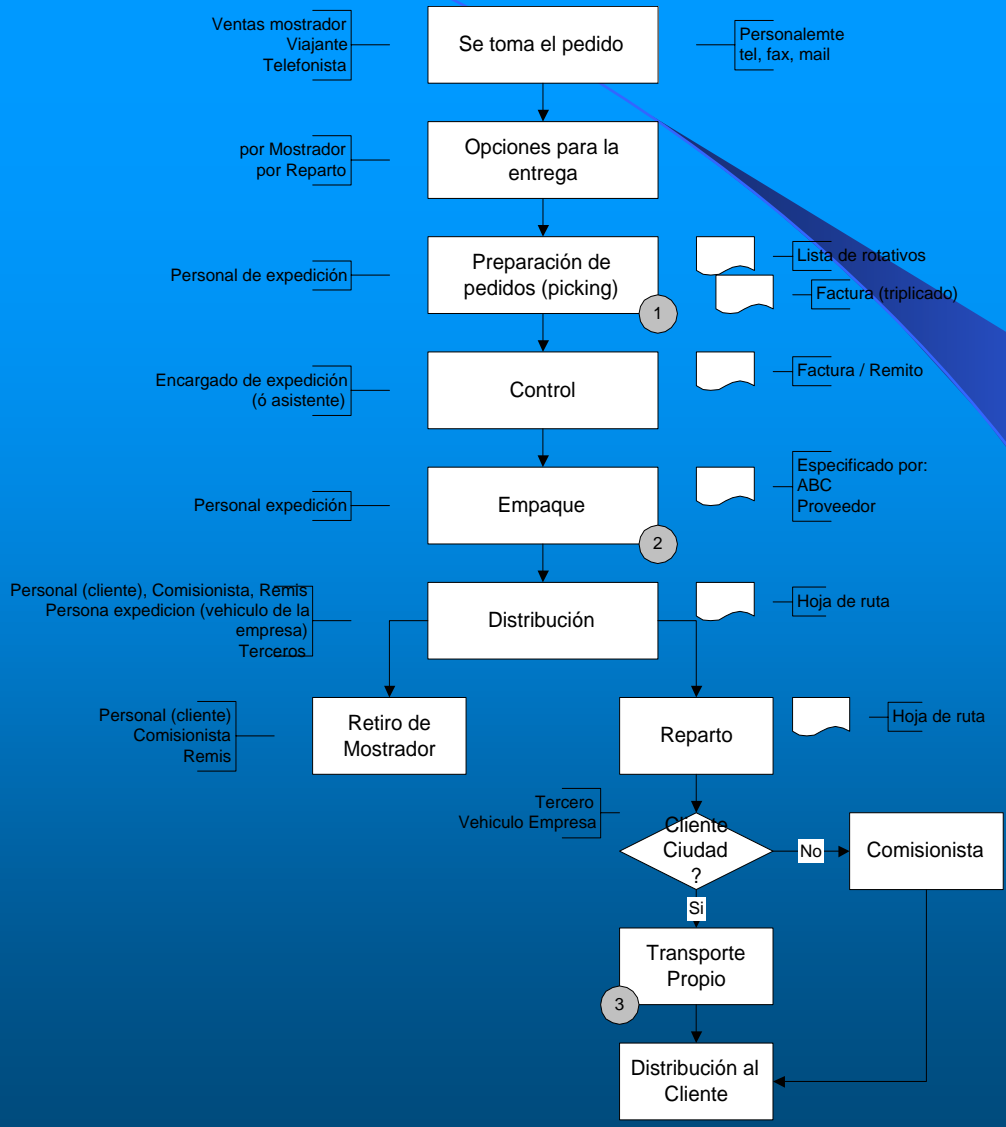 Ventas mostrador
Viajante
Telefonista
Se toma el pedido
Personalemte
tel, fax, mail
por Mostrador
por Reparto
Opciones para la
entrega
Personal de expedición
Preparación de
pedidos (picking)
1
Lista de rotativos
Factura (triplicado)
Encargado de expedición
(ó asistente)
Control
Factura / Remito
Personal expedición
Empaque
2
Especificado por:
ABC
Proveedor
Personal (cliente), Comisionista, Remis
Persona expedicion (vehiculo de la
empresa)
Terceros
Distribución
Hoja de ruta
Personal (cliente)
Comisionista
Remis
Retiro de
Mostrador
Reparto
Hoja de ruta
Tercero
Vehiculo Empresa
Cliente
Ciudad
?
No
Comisionista
Si
Transporte
Propio
3
Distribución al
Cliente